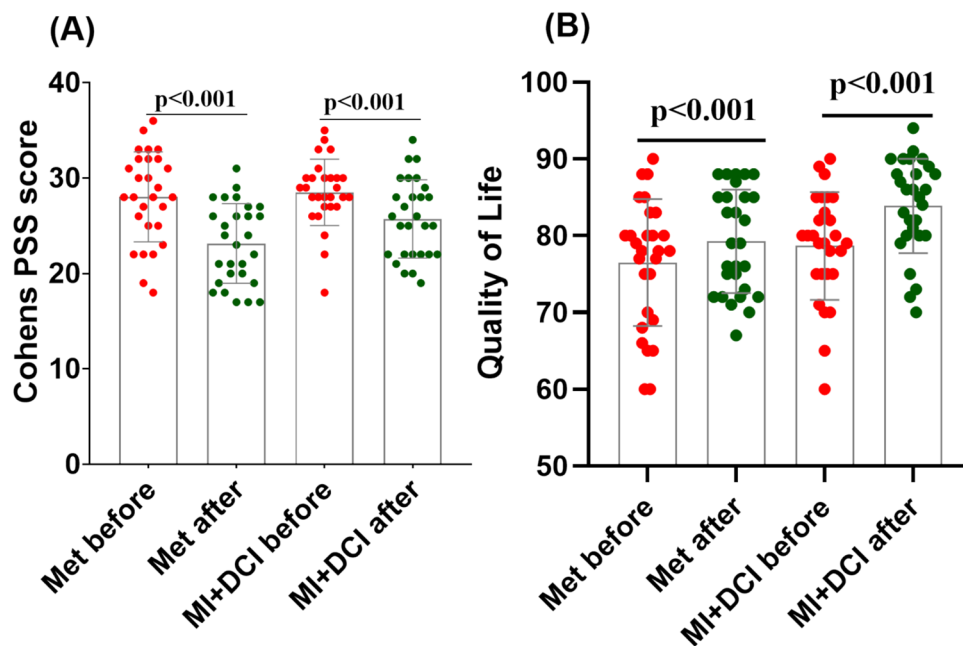 (A)
Cohens PSS score
40
30
20
10
0
p<0.001
p<0.001
Met before
Met after
MI+DCI before
MI+DCI after
(B)
Quality of Life
100
90
80
70
60
50
p<0.001
p<0.001
Met before
Met after
MI+DCI before
MI+DCI after